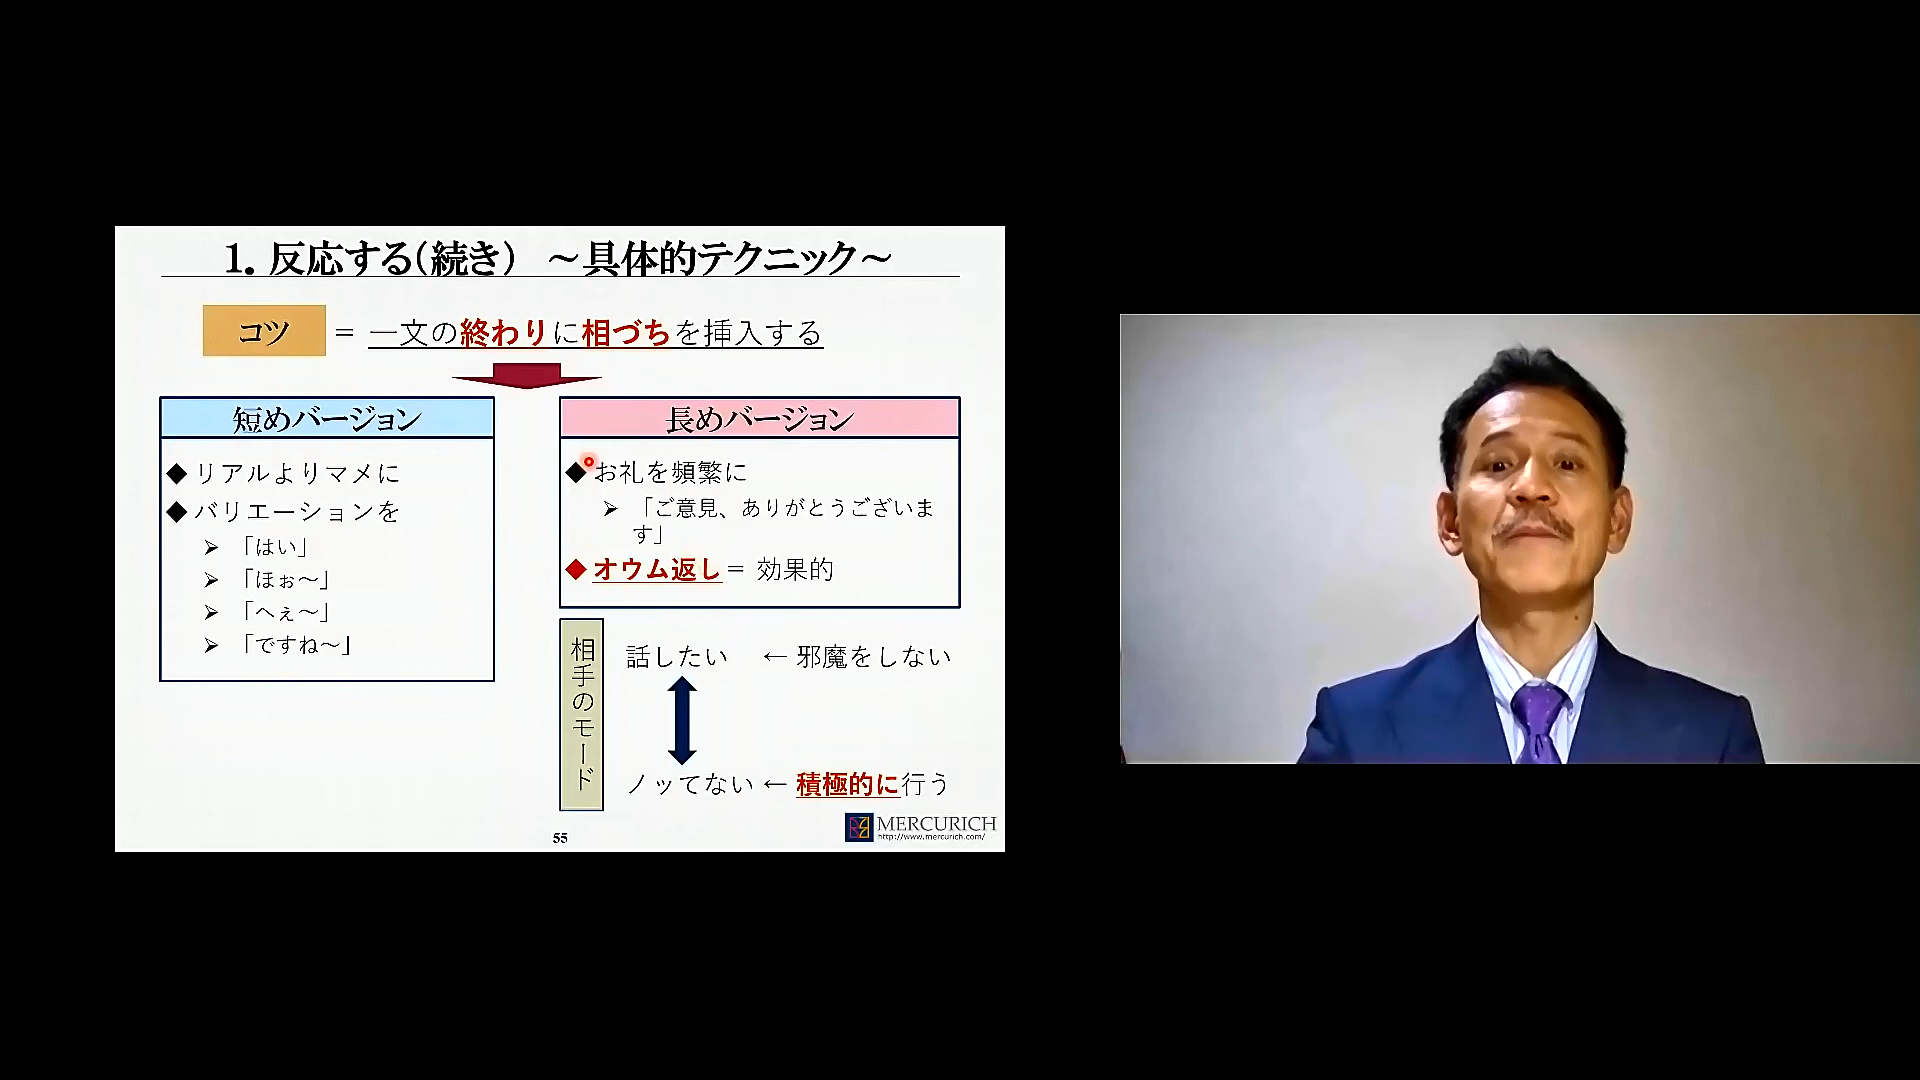 1. 反応する(続き) ～具体的テクニック～
コツ ＝ 一文の終わりに相づちを挿入する
短めバージョン
◆ リアルよりマメに
◆ バリエーションを
➢ 「はい」
➢ 「ほぉ～」
➢ 「へぇ～」
➢ 「ですね～」
長めバージョン
◆ お礼を頻繁に
➢ 「ご意見、ありがとうございま
す」
◆ オウム返し＝ 効果的
相手のモード
話したい ← 邪魔をしない
ノッてない ← 積極的に行う
55
MERCURICH
http://www.mercurich.com/